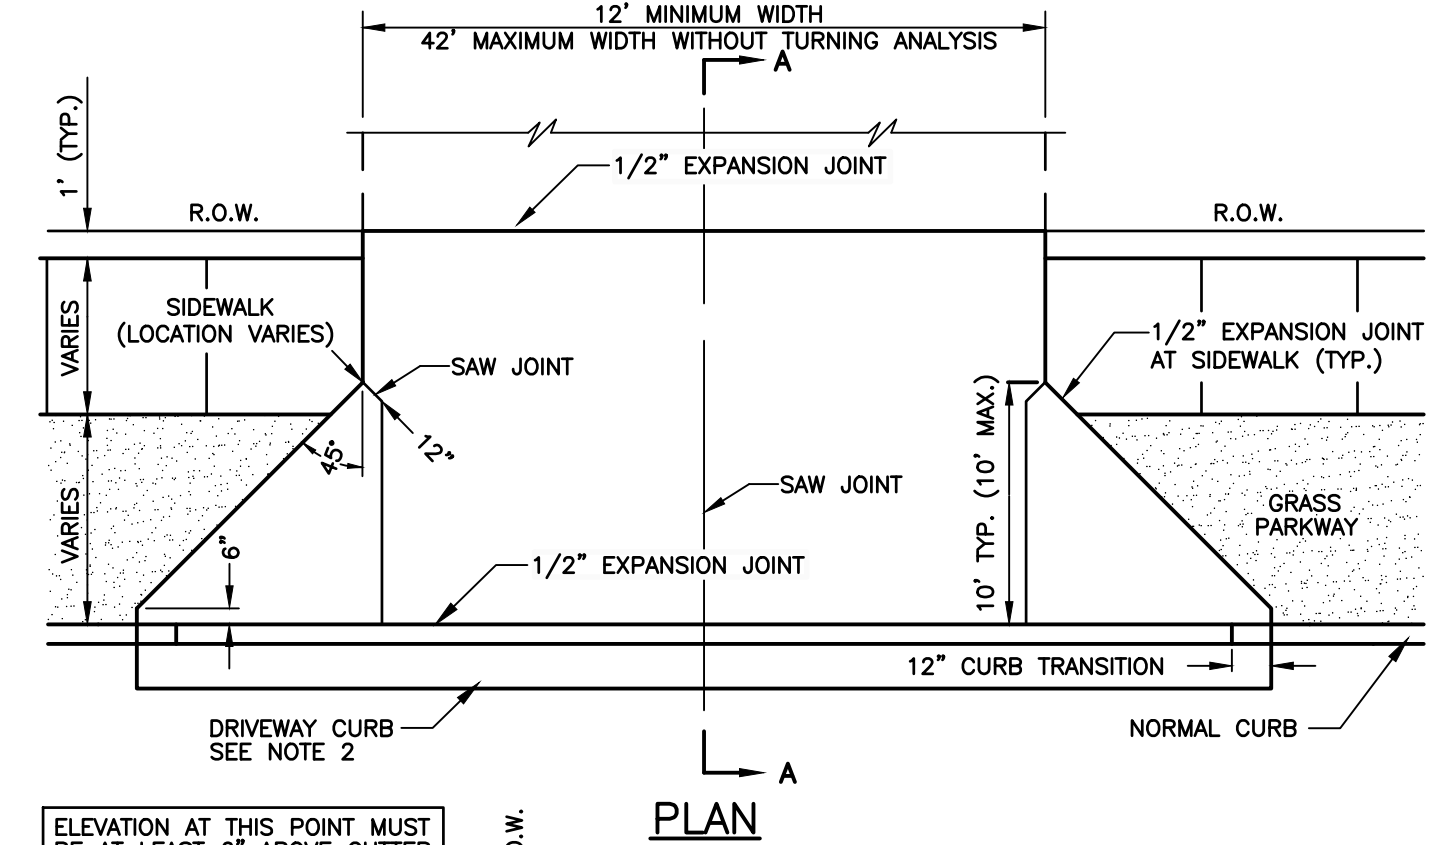 12' MINIMUM WIDTH
42' MAXIMUM WIDTH WITHOUT TURNING ANALYSIS
A
1' (TYP.)
1/2" EXPANSION JOINT
R.O.W.
R.O.W.
VARIES
SIDEWALK
(LOCATION VARIES)
SAW JOINT
1/2" EXPANSION JOINT
AT SIDEWALK (TYP.)
12"
45°
10' TYP. (10' MAX.)
SAW JOINT
VARIES
GRASS
PARKWAY
6"
1/2" EXPANSION JOINT
12" CURB TRANSITION
DRIVEWAY CURB
SEE NOTE 2
NORMAL CURB
A
PLAN
ELEVATION AT THIS POINT MUST